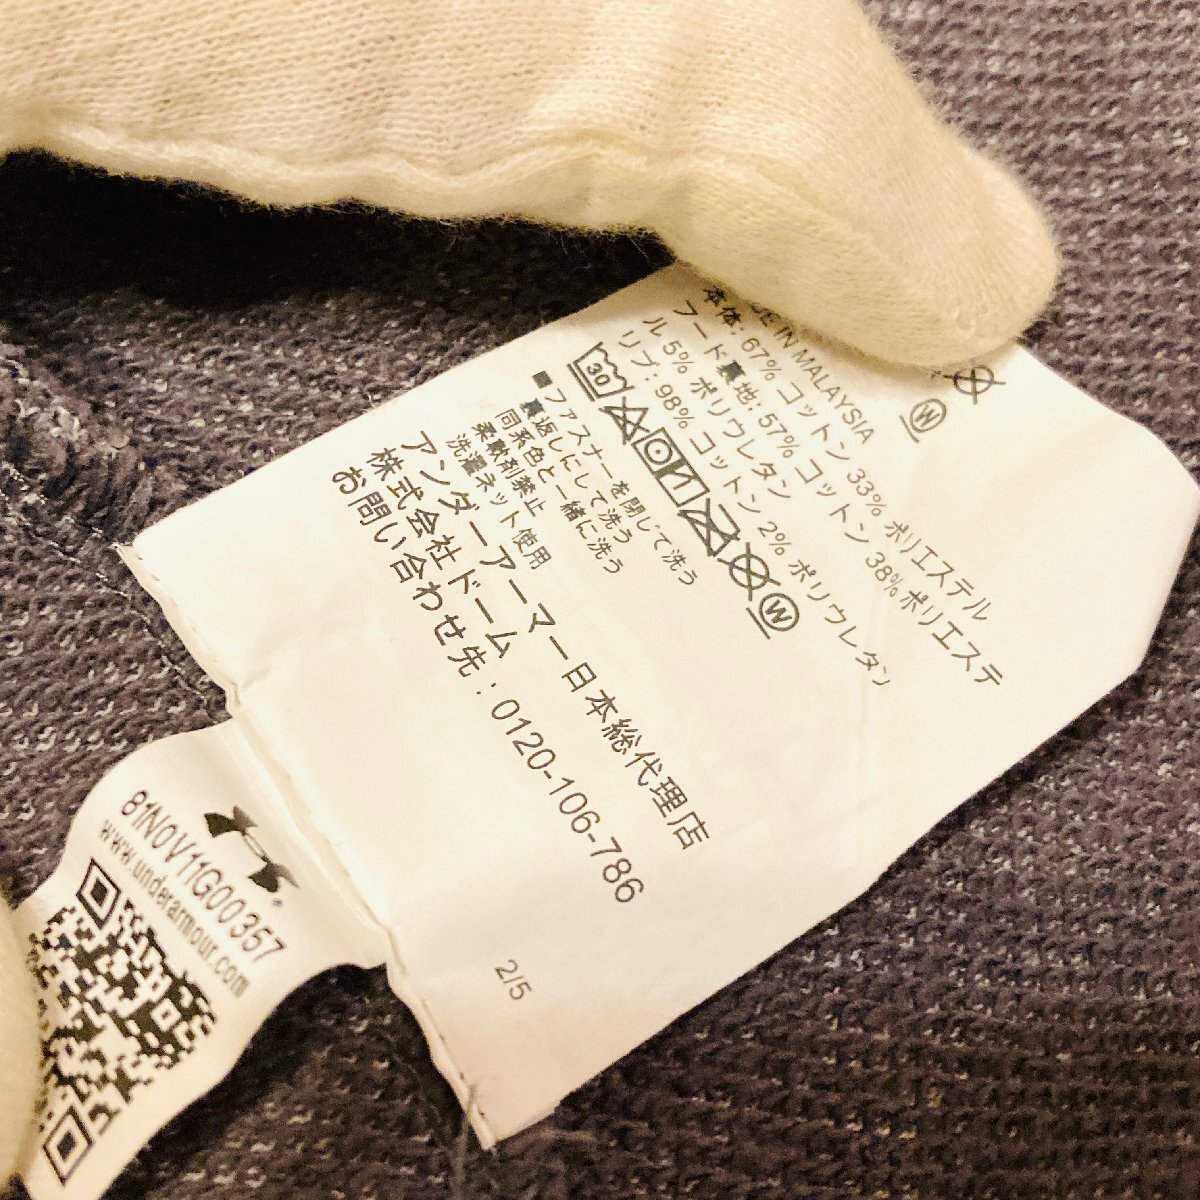 IN MALAYSIA
本体: 67% コットン 33% ポリエステル
フード裏地: 57% コットン 38% ポリエステ
ル 5% ポリウレタン
リブ: 98% コットン 2% ポリウレタン
30
W
W
■ファスナーを閉じて洗う
裏返しにして洗う
同系色と一緒に洗う
柔軟剤禁止
洗濯ネット使用
アンダーアーマー日本総代理店
株式会社ドーム
お問い合わせ先 : 0120-106-786
2/5
81N0V11G00357
www.underarmour.com